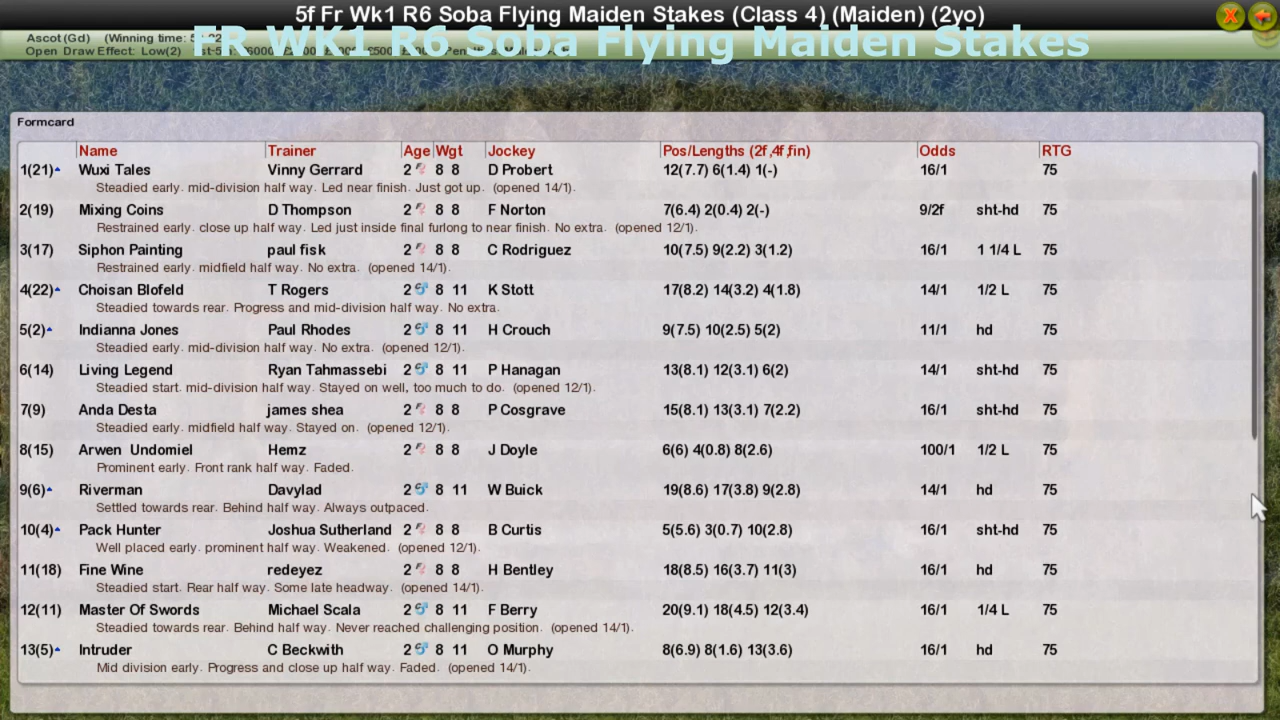 5f Fr Wk1 R6 Soba Flying Maiden Stakes (Class 4) (Maiden) (2yo)
FR WK1 R6 Soba Flying Maiden Stakes
Ascot(Gd) (Winning time:
Open Draw Effect: Low(2)
Formcard
Name Trainer Age Wgt Jockey Pos/Lengths (2f,4f,fin) Odds RTG
1(21) Wuxi Tales Vinny Gerrard 2 8 8 D Probert 12(7.7) 6(1.4) 1(-) 16/1 75
Steadied early. mid-division half way. Led near finish. Just got up. (opened 14/1).
2(19) Mixing Coins D Thompson 2 8 8 F Norton 7(6.4) 2(0.4) 2(-) 9/2f sht-hd 75
Restrained early. close up half way. Led just inside final furlong to near finish. No extra. (opened 12/1).
3(17) Siphon Painting paul fisk 2 8 8 C Rodriguez 10(7.5) 9(2.2) 3(1.2) 16/1 1 1/4 L 75
Restrained early. midfield half way. No extra. (opened 14/1).
4(22) Choisan Blofeld T Rogers 2 8 11 K Stott 17(8.2) 14(3.2) 4(1.8) 14/1 1/2 L 75
Steadied towards rear. Progress and mid-division half way. No extra.
5(2) Indianna Jones Paul Rhodes 2 8 11 H Crouch 9(7.5) 10(2.5) 5(2) 11/1 hd 75
Steadied early. mid-division half way. No extra. (opened 12/1).
6(14) Living Legend Ryan Tahmassebi 2 8 11 P Hanagan 13(8.1) 12(3.1) 6(2) 14/1 sht-hd 75
Steadied start. mid-division half way. Stayed on well, too much to do. (opened 12/1).
7(9) Anda Desta james shea 2 8 8 P Cosgrave 15(8.1) 13(3.1) 7(2.2) 16/1 sht-hd 75
Steadied early. midfield half way. Stayed on. (opened 12/1).
8(15) Arwen Undomiel Hemz 2 8 8 J Doyle 6(6) 4(0.8) 8(2.6) 100/1 1/2 L 75
Prominent early. Front rank half way. Faded.
9(6) Riverman Davylad 2 8 11 W Buick 19(8.6) 17(3.8) 9(2.8) 14/1 hd 75
Settled towards rear. Behind half way. Always outpaced.
10(4) Pack Hunter Joshua Sutherland 2 8 8 B Curtis 5(5.6) 3(0.7) 10(2.8) 16/1 sht-hd 75
Well placed early. prominent half way. Weakened. (opened 12/1).
11(18) Fine Wine redeyez 2 8 8 H Bentley 18(8.5) 16(3.7) 11(3) 16/1 hd 75
Steadied start. Rear half way. Some late headway. (opened 14/1).
12(11) Master Of Swords Michael Scala 2 8 11 F Berry 20(9.1) 18(4.5) 12(3.4) 16/1 1/4 L 75
Steadied towards rear. Behind half way. Never reached challenging position. (opened 14/1).
13(5) Intruder C Beckwith 2 8 11 O Murphy 8(6.9) 8(1.6) 13(3.6) 16/1 hd 75
Mid division early. Progress and close up half way. Faded. (opened 14/1).